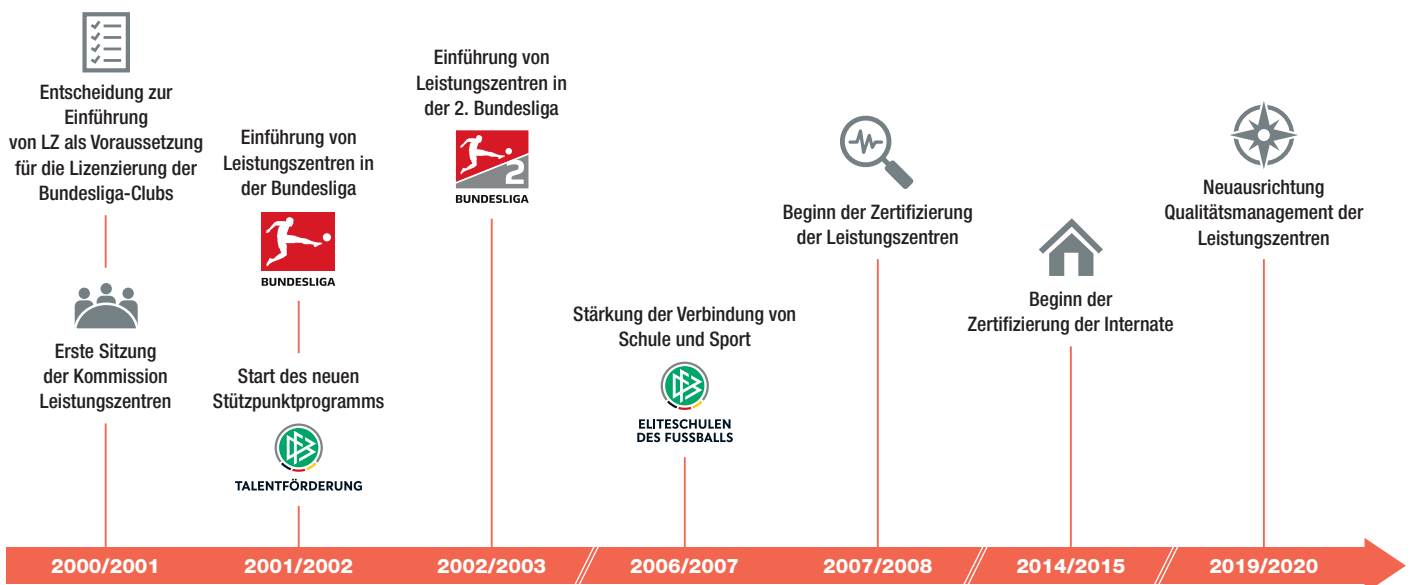 Entscheidung zur
Einführung
von LZ als Voraussetzung
für die Lizenzierung der
Bundesliga-Clubs
Erste Sitzung
der Kommission
Leistungszentren
2000/2001
Einführung von
Leistungszentren in
der Bundesliga
BUNDESLIGA
Start des neuen
Stützpunktprogramms
DFB
TALENTFÖRDERUNG
2001/2002
Einführung von
Leistungszentren in
der 2. Bundesliga
2
BUNDESLIGA
2002/2003
Stärkung der Verbindung von
Schule und Sport
DFB
ELITESCHULEN
DES FUSSBALLS
2006/2007
Beginn der Zertifizierung
der Leistungszentren
2007/2008
Beginn der
Zertifizierung der Internate
2014/2015
Neuausrichtung
Qualitätsmanagement der
Leistungszentren
2019/2020